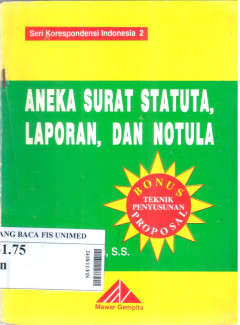 Seri Korespondensi Indonesia 2
ANEKA SURAT STATUTA,
LAPORAN, DAN NOTULA
BONUS
TEKNIK
PENYUSUNAN
PROPOSAL
ANG BACA FIS UNIMED
1.75
n
S.S.
Mawar Gempita